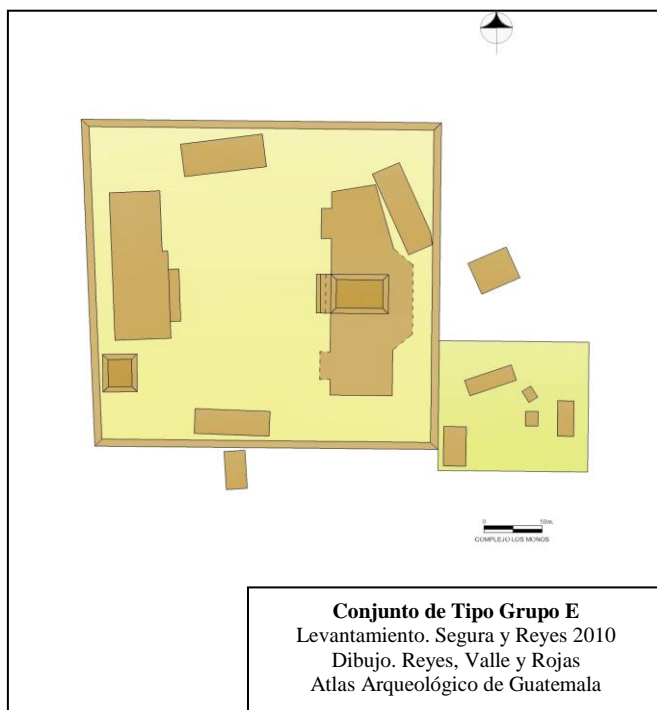 0 10m.
COMPLEJO LOS MONOS
Conjunto de Tipo Grupo E
Levantamiento. Segura y Reyes 2010
Dibujo. Reyes, Valle y Rojas
Atlas Arqueológico de Guatemala